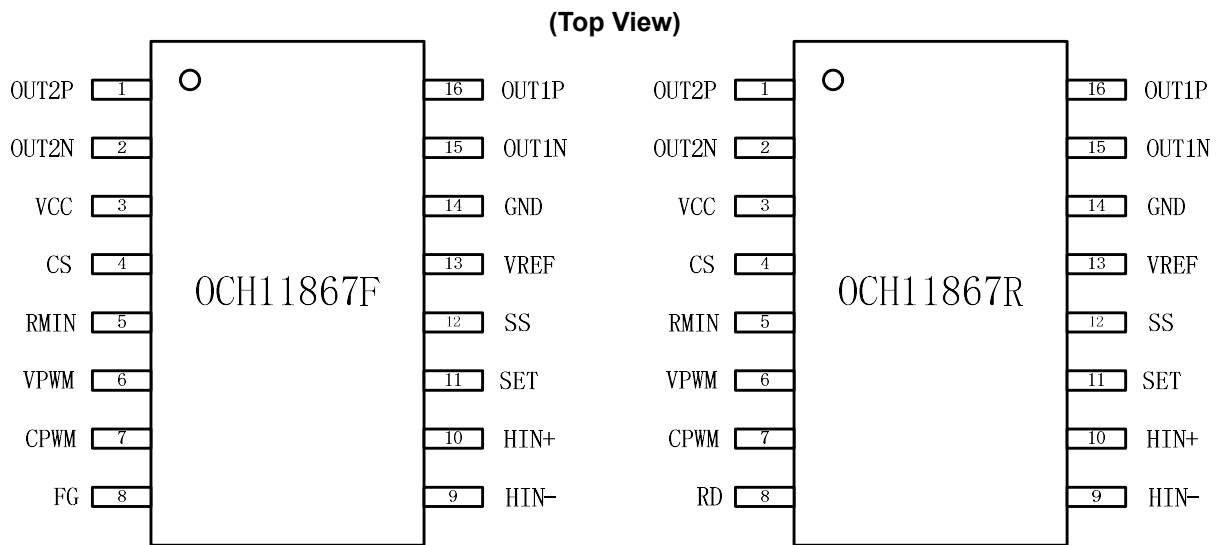 (Top View)
OUT2P 1 16 OUT1P
OUT2N 2 15 OUT1N
VCC 3 14 GND
CS 4 13 VREF
OCH11867F
RMIN 5 12 SS
VPWM 6 11 SET
CPWM 7 10 HIN+
FG 8 9 HIN-
OUT2P 1 16 OUT1P
OUT2N 2 15 OUT1N
VCC 3 14 GND
CS 4 13 VREF
OCH11867R
RMIN 5 12 SS
VPWM 6 11 SET
CPWM 7 10 HIN+
RD 8 9 HIN-